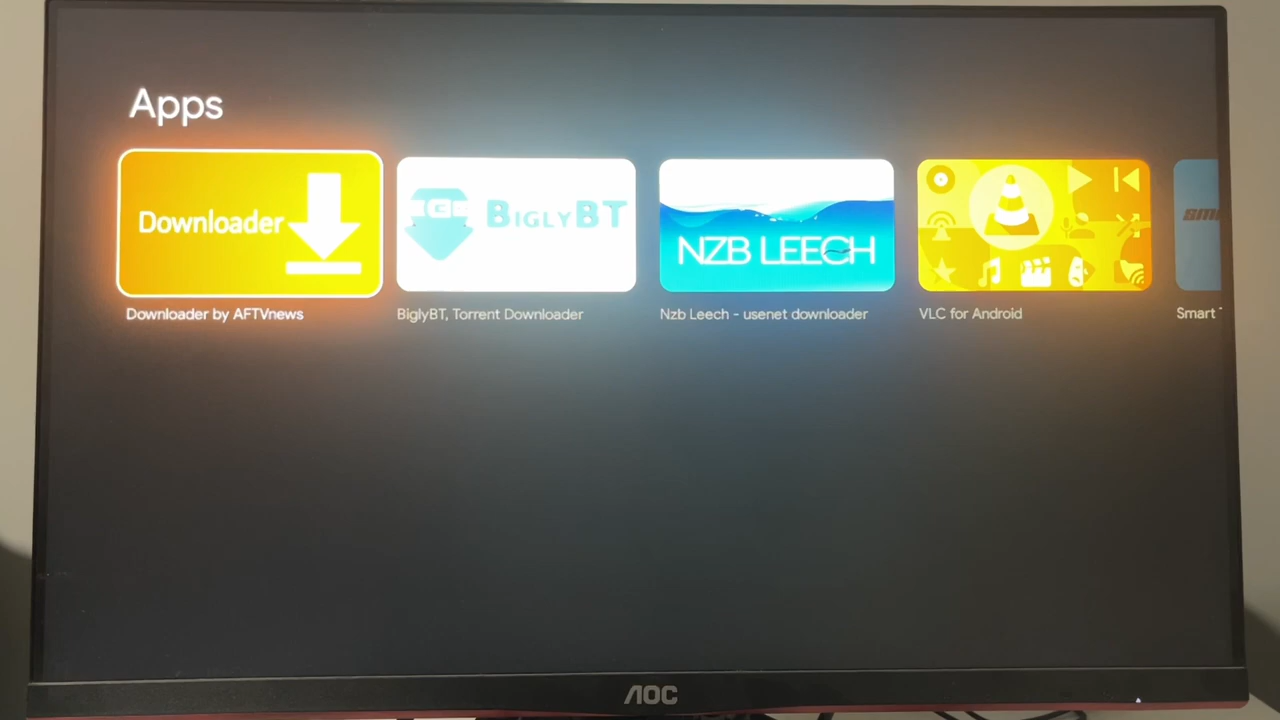 Apps
Downloader
BIGLYBT
NZB LEECH
Downloader by AFTVnews
BiglyBT, Torrent Downloader
Nzb Leech - usenet downloader
VLC for Android
Smart
AOC